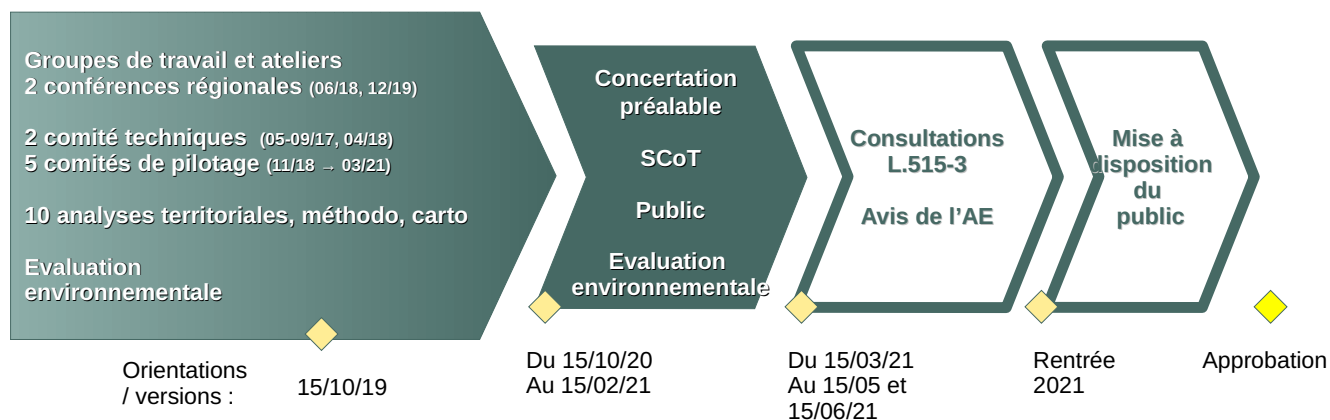 Groupes de travail et ateliers
2 conférences régionales (06/18, 12/19)
2 comité techniques (05-09/17, 04/18)
5 comités de pilotage (11/18 → 03/21)
10 analyses territoriales, méthodo, carto
Evaluation
environnementale
Concertation
préalable
SCoT
Public
Evaluation
environnementale
Consultations
L.515-3
Avis de l'AE
Mise à
disposition
du
public
Orientations
/ versions :
15/10/19
Du 15/10/20
Au 15/02/21
Du 15/03/21
Au 15/05 et
15/06/21
Rentrée
2021
Approbation